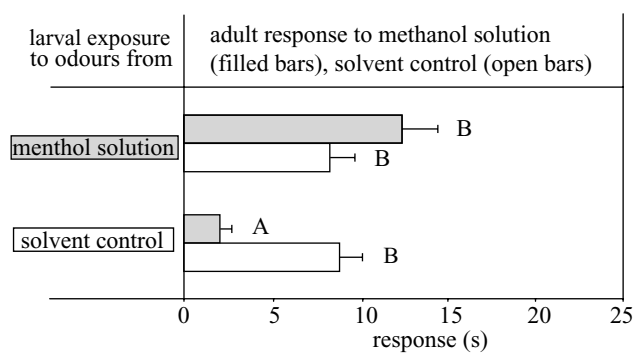 larval exposure
to odours from
adult response to methanol solution
(filled bars), solvent control (open bars)
menthol solution
B
B
solvent control
A
B
0 5 10 15 20 25
response (s)